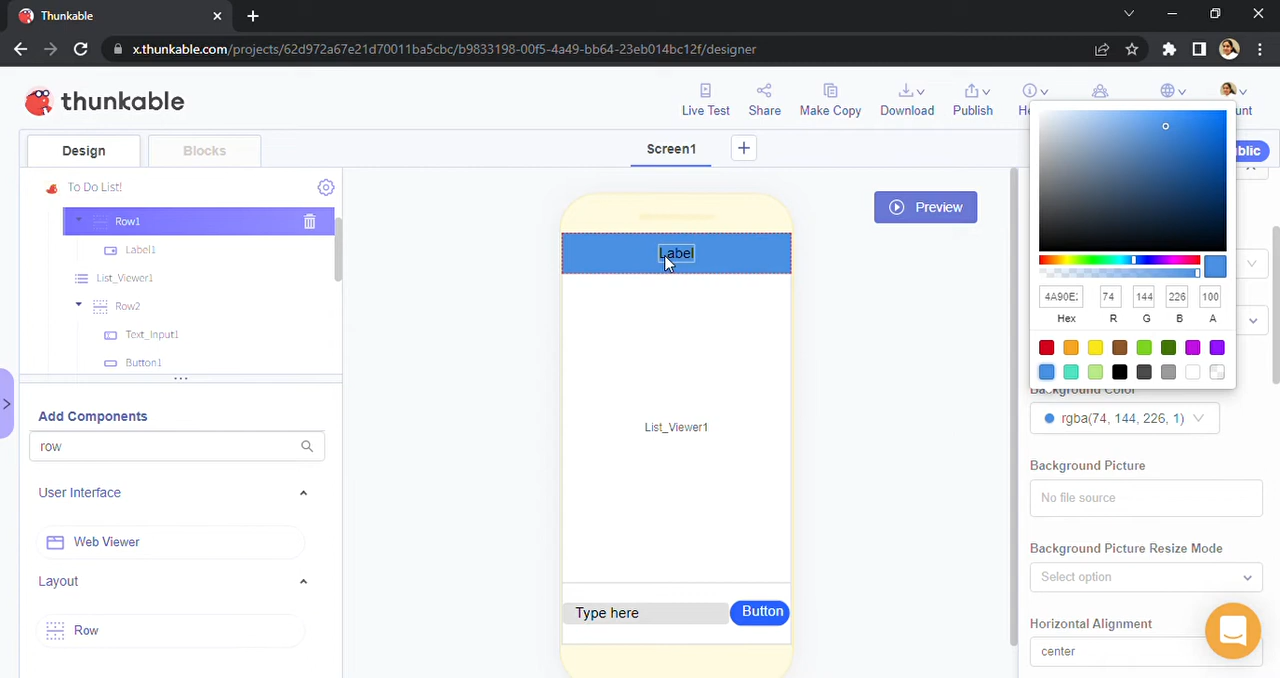 Thunkable
x.thunkable.com/projects/62d972a67e21d70011ba5cbc/b9833198-00f5-4a49-bb64-23eb014bc12f/designer
thunkable
Live Test
Share
Make Copy
Download
Publish
He
unt
Design
Blocks
Screen1
blic
To Do List!
Row1
Label1
List_Viewer1
Row2
Text_Input1
Button1
Add Components
row
User Interface
Web Viewer
Layout
Row
Preview
Label
List_Viewer1
Type here
Button
4A90E: 74 144 226 100
Hex R G B A
Background Color
rgba(74, 144, 226, 1)
Background Picture
No file source
Background Picture Resize Mode
Select option
Horizontal Alignment
center